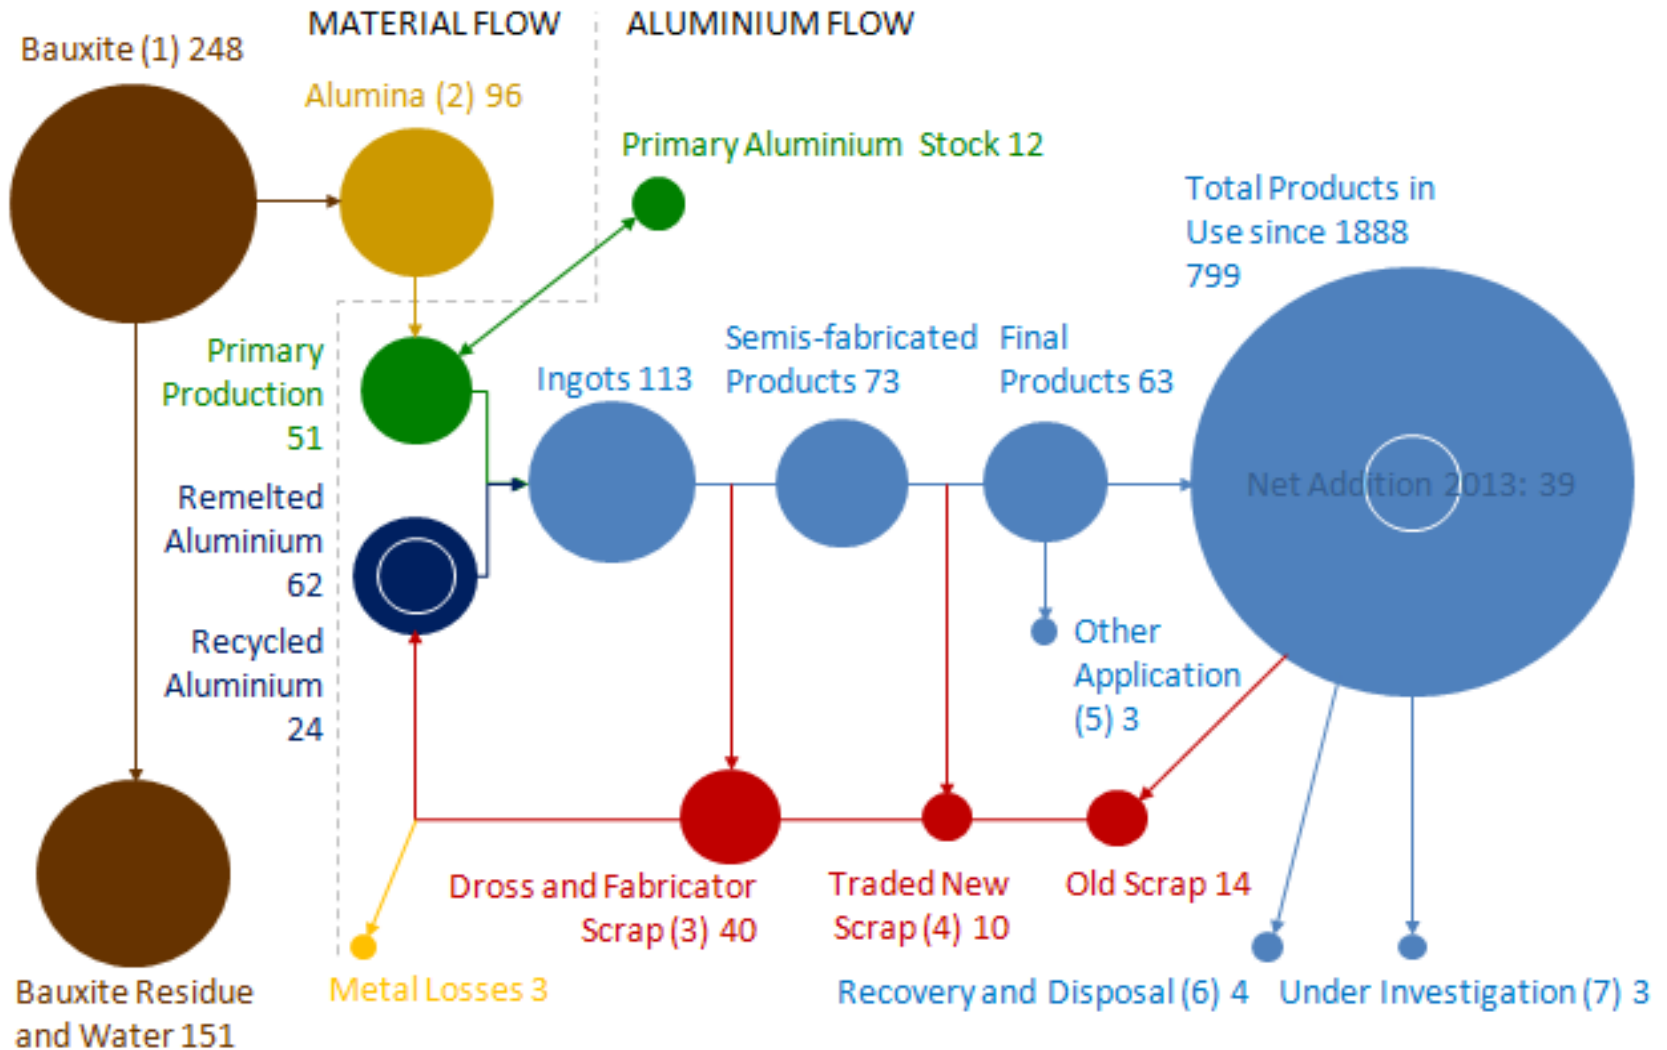 MATERIAL FLOW
ALUMINIUM FLOW
Bauxite (1) 248
Alumina (2) 96
Primary Aluminium Stock 12
Total Products in
Use since 1888
799
Primary
Production
51
Ingots 113
Semis-fabricated
Products 73
Final
Products 63
Net Addition 2013: 39
Remelted
Aluminium
62
Recycled
Aluminium
24
Other
Application
(5) 3
Dross and Fabricator
Scrap (3) 40
Traded New
Scrap (4) 10
Old Scrap 14
Bauxite Residue
and Water 151
Metal Losses 3
Recovery and Disposal (6) 4
Under Investigation (7) 3